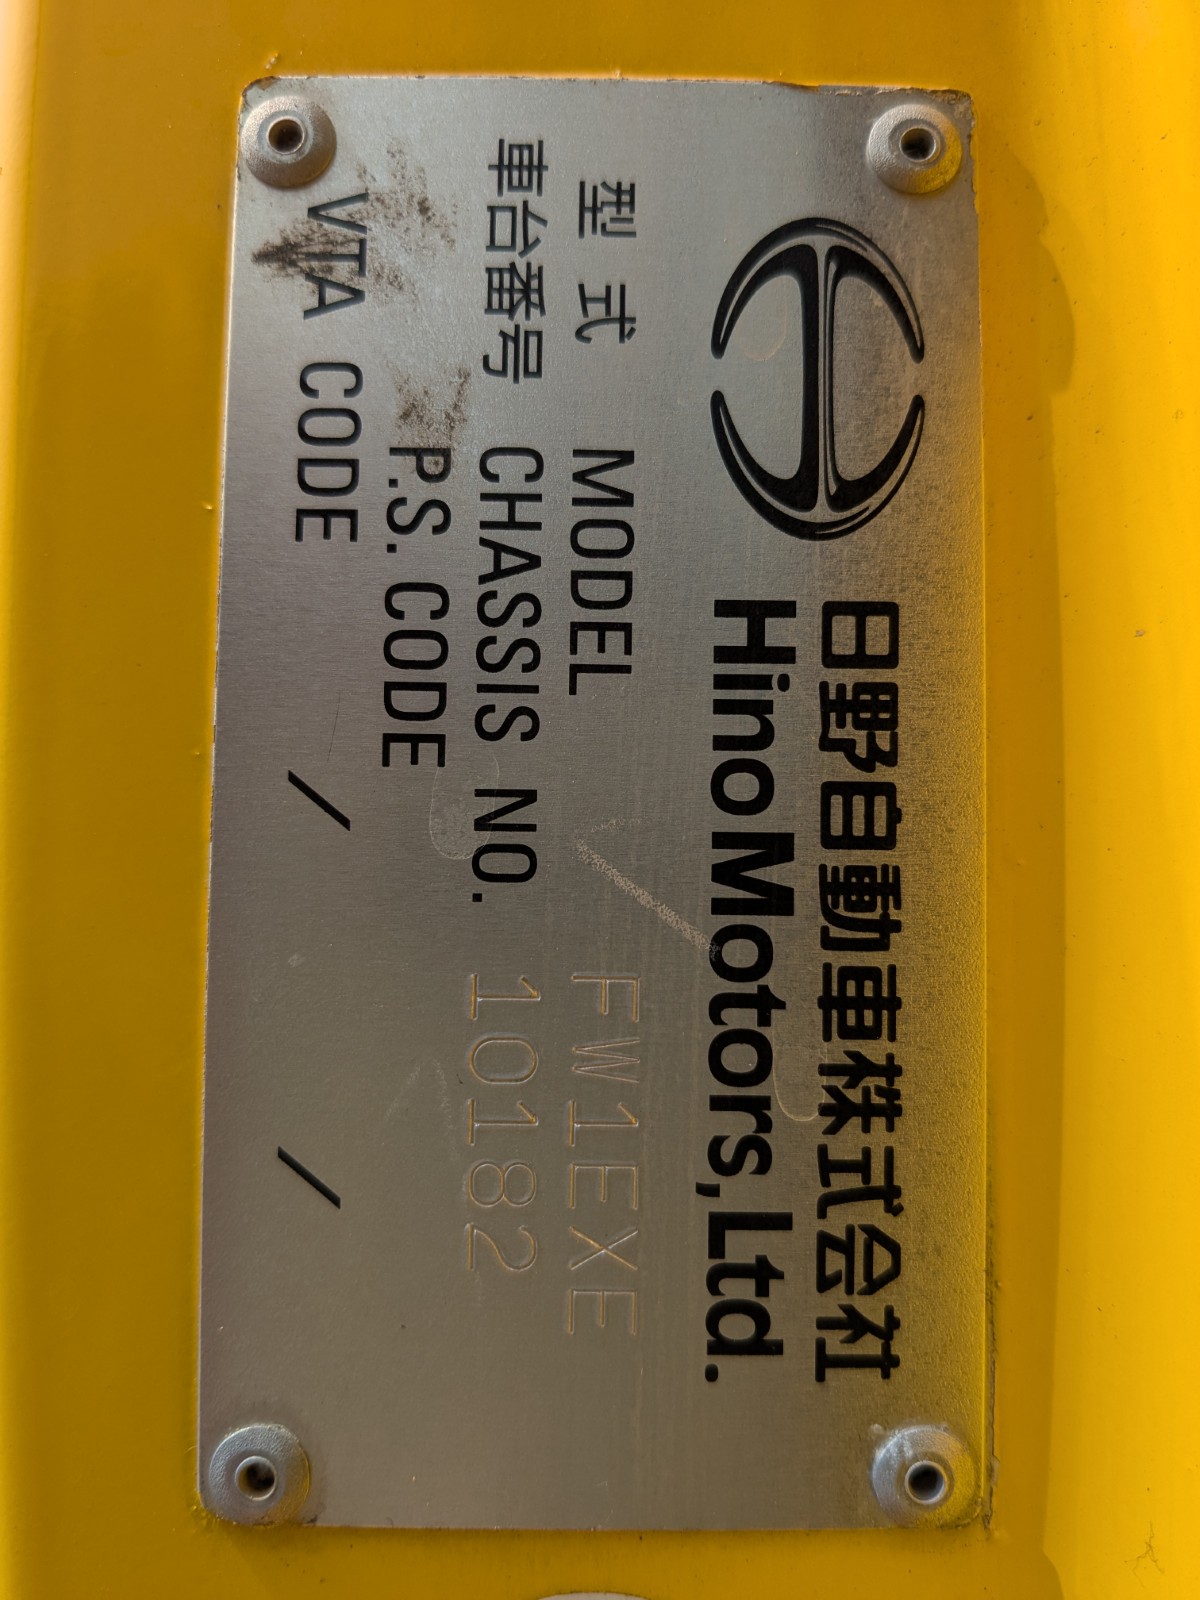 日野自動車株式会社
Hino Motors, Ltd.
型式 MODEL FW1EXE
車台番号 CHASSIS NO. 10182
P.S. CODE
VTA CODE / /